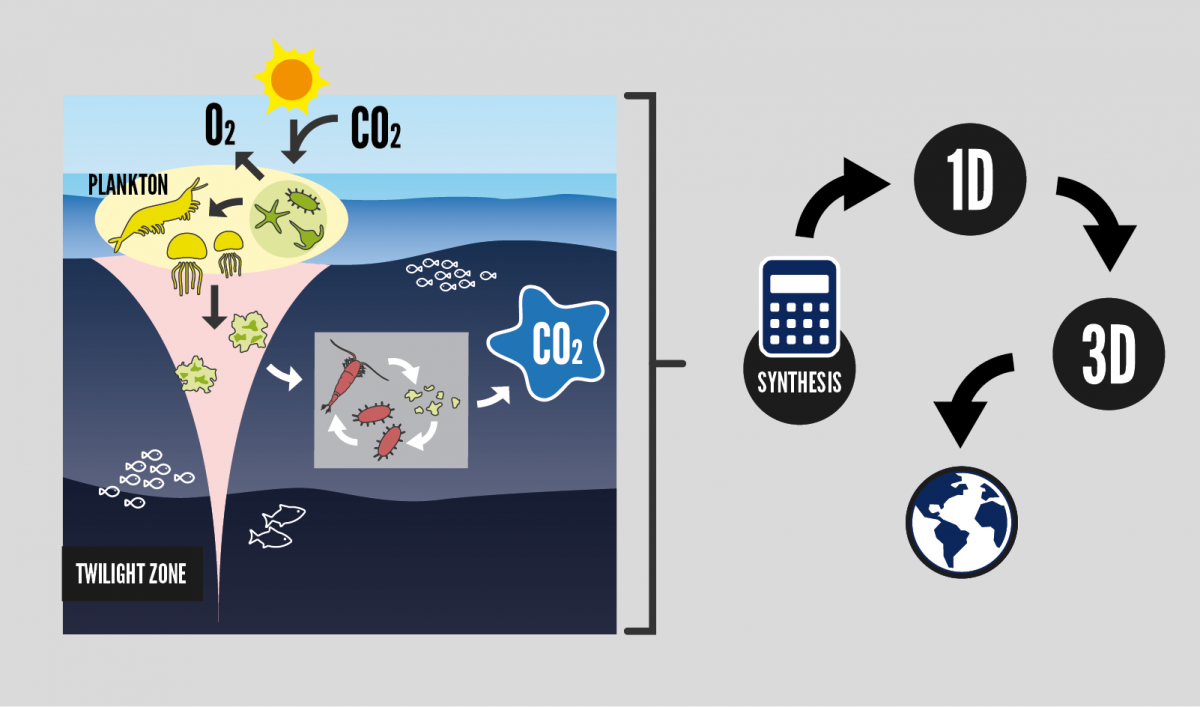 O₂
CO₂
PLANKTON
CO₂
TWILIGHT ZONE
SYNTHESIS
1D
3D